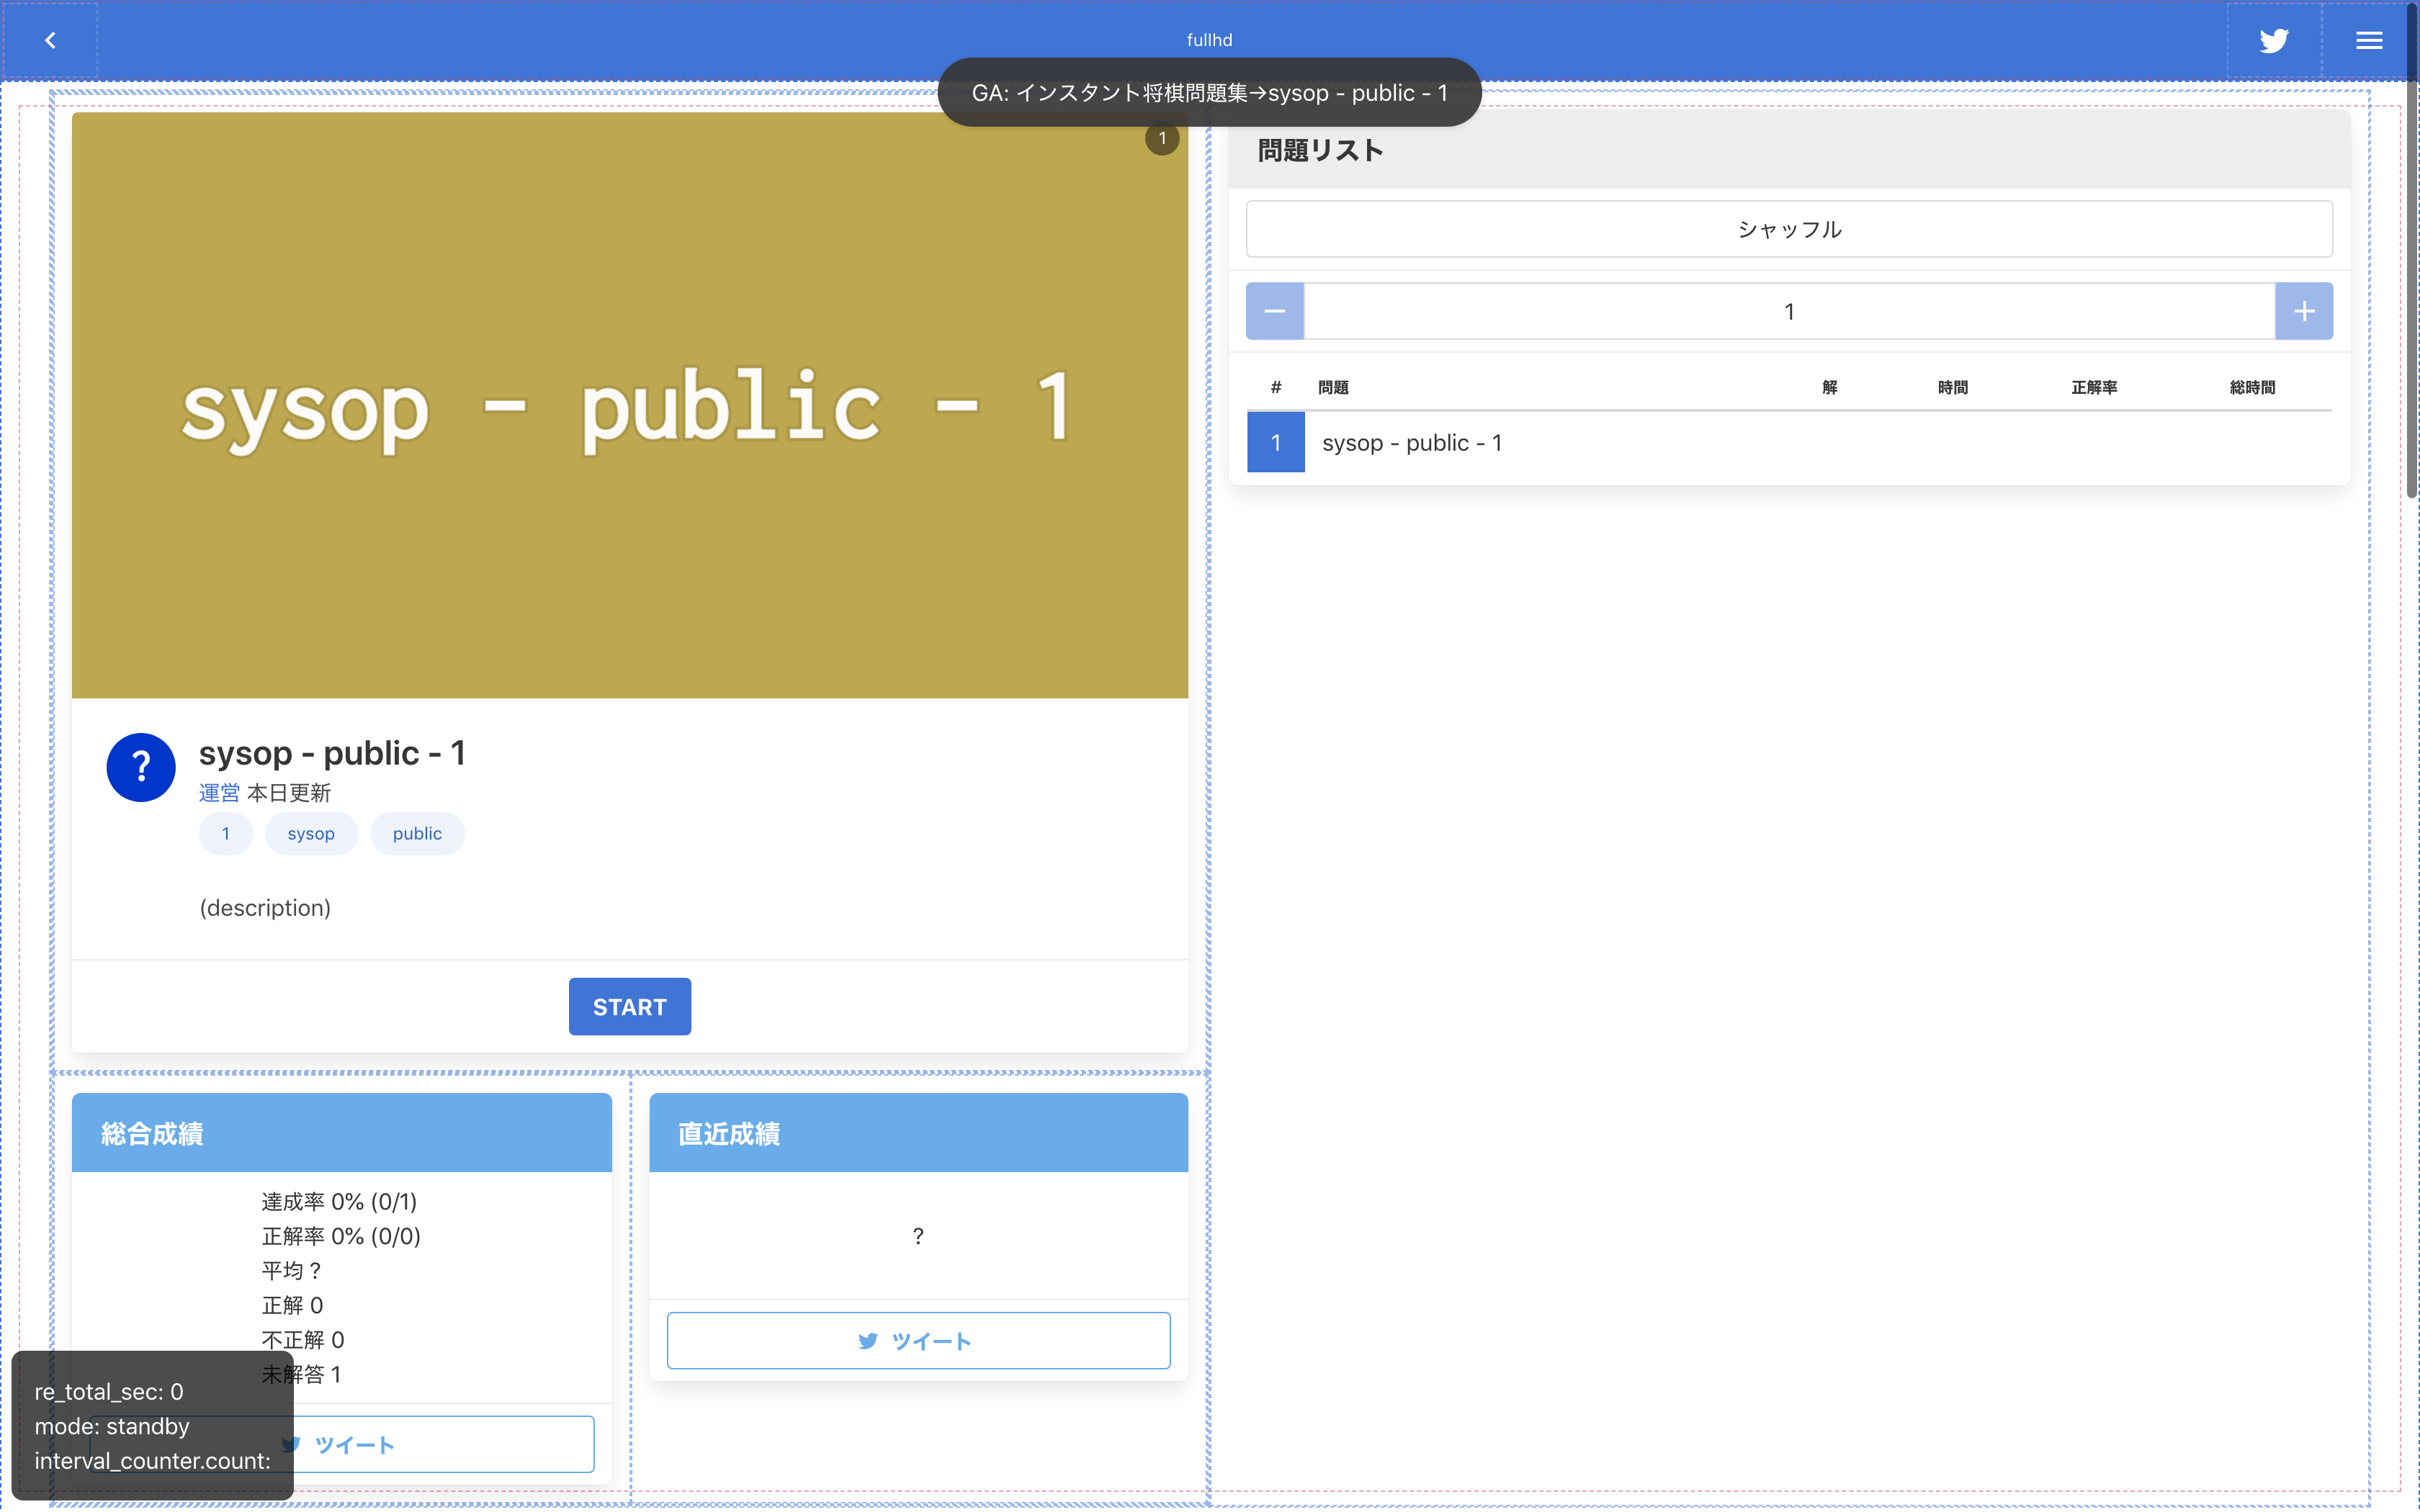 fullhd
GA: インスタント将棋問題集→sysop - public - 1
1
sysop - public - 1
?
sysop - public - 1
運営 本日更新
1 sysop public
(description)
START
総合成績
達成率 0% (0/1)
正解率 0% (0/0)
平均 ?
正解 0
不正解 0
未解答 1
ツイート
直近成績
?
ツイート
re_total_sec: 0
mode: standby
interval_counter.count:
問題リスト
シャッフル
1
# 問題 解 時間 正解率 総時間
1 sysop - public - 1